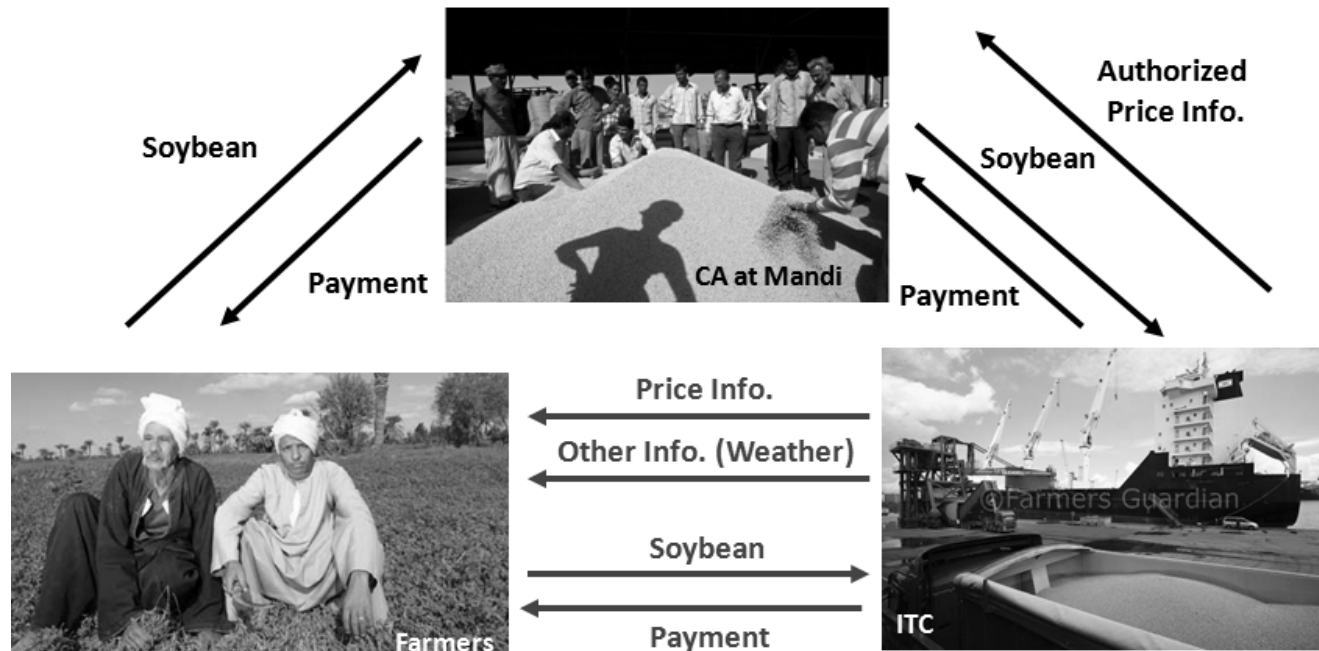 Soybean
Payment
CA at Mandi
Authorized
Price Info.
Soybean
Payment
Price Info.
Other Info. (Weather)
Soybean
Payment
Farmers
©Farmers Guardian
ITC